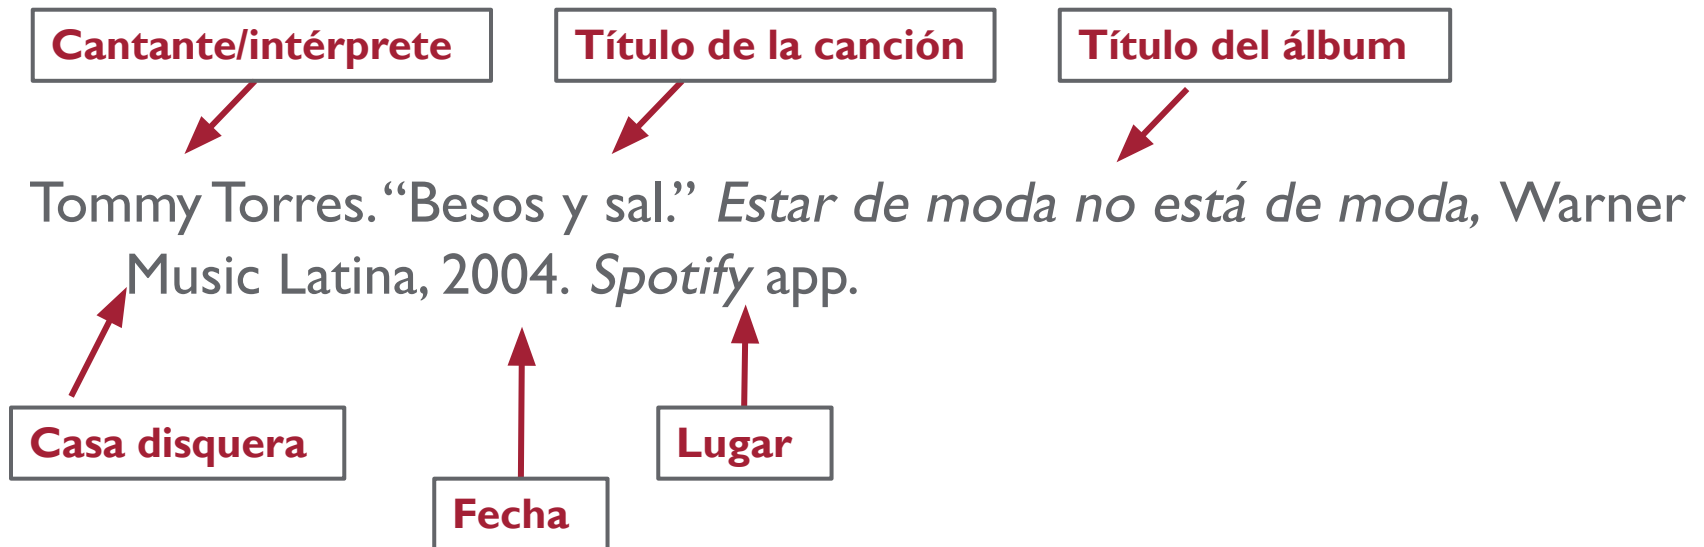 Cantante/intérprete
Título de la canción
Título del álbum
Tommy Torres. “Besos y sal.” Estar de moda no está de moda, Warner
Music Latina, 2004. Spotify app.
Casa disquera
Lugar
Fecha